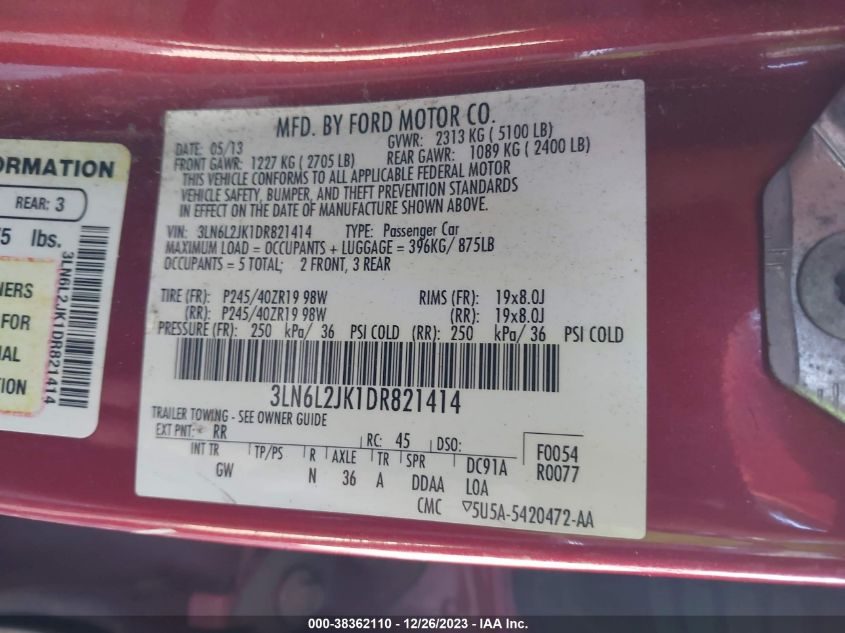 MFD. BY FORD MOTOR CO.
DATE: 05/13 GVWR: 2313 KG ( 5100 LB)
FRONT GAWR: 1227 KG ( 2705 LB) REAR GAWR: 1089 KG ( 2400 LB)
THIS VEHICLE CONFORMS TO ALL APPLICABLE FEDERAL MOTOR
VEHICLE SAFETY, BUMPER, AND THEFT PREVENTION STANDARDS
IN EFFECT ON THE DATE OF MANUFACTURE SHOWN ABOVE.
VIN: 3LN6L2JK1DR821414 TYPE: Passenger Car
MAXIMUM LOAD = OCCUPANTS + LUGGAGE = 396KG/ 875LB
OCCUPANTS = 5 TOTAL; 2 FRONT, 3 REAR
TIRE (FR): P245/40ZR19 98W RIMS (FR): 19x8.0J
(RR): P245/40ZR19 98W (RR): 19x8.0J
PRESSURE (FR): 250 kPa/ 36 PSI COLD (RR): 250 kPa/ 36 PSI COLD
3LN6L2JK1DR821414
TRAILER TOWING - SEE OWNER GUIDE
EXT PNT: RR RC: 45 DSO: F0054
INT TR TP/PS R AXLE TR SPR DC91A R0077
GW N 36 A DDAA LOA
CMC ▽5U5A-5420472-AA
ORMATION
REAR: 3
75 lbs.
NERS
FOR
AL
TION
3LN6L2JK1DR821414
000-38362110 - 12/26/2023 - IAA Inc.